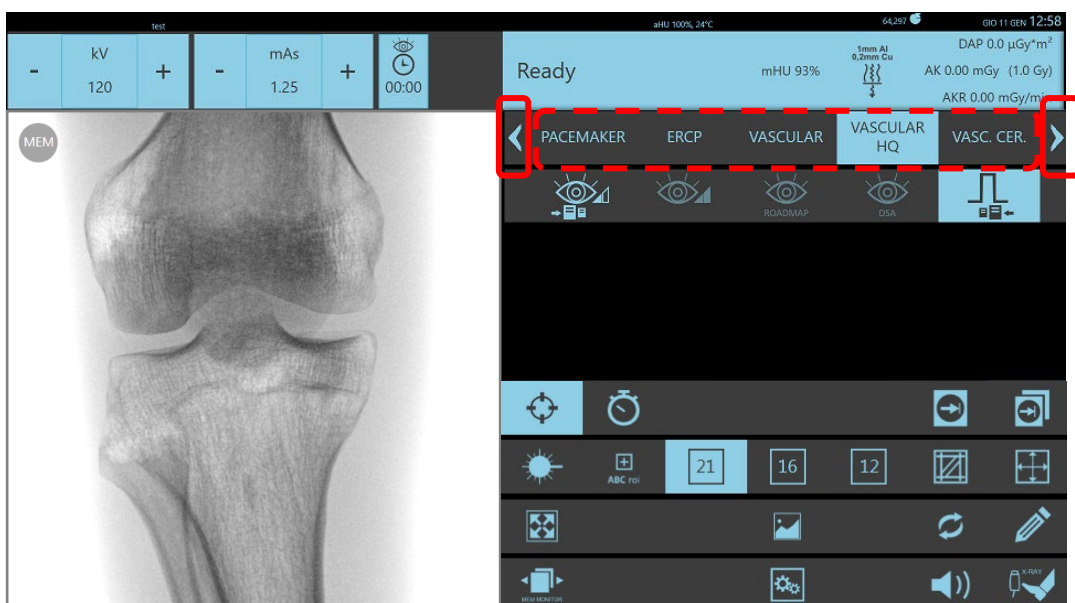 test
aHU 100%, 24°C
64,297
GIO 11 GEN 12:58
kV
-
120
+
mAs
-
1.25
+
00:00
Ready
mHU 93%
1mm Al
0,2mm Cu
DAP 0.0 µGy*m²
AK 0.00 mGy (1.0 Gy)
AKR 0.00 mGy/min
MEM
PACEMAKER
ERCP
VASCULAR
VASCULAR
HQ
VASC. CER.
ROADMAP
DSA
ABC roi
21
16
12
MEM MONITOR
X-RAY